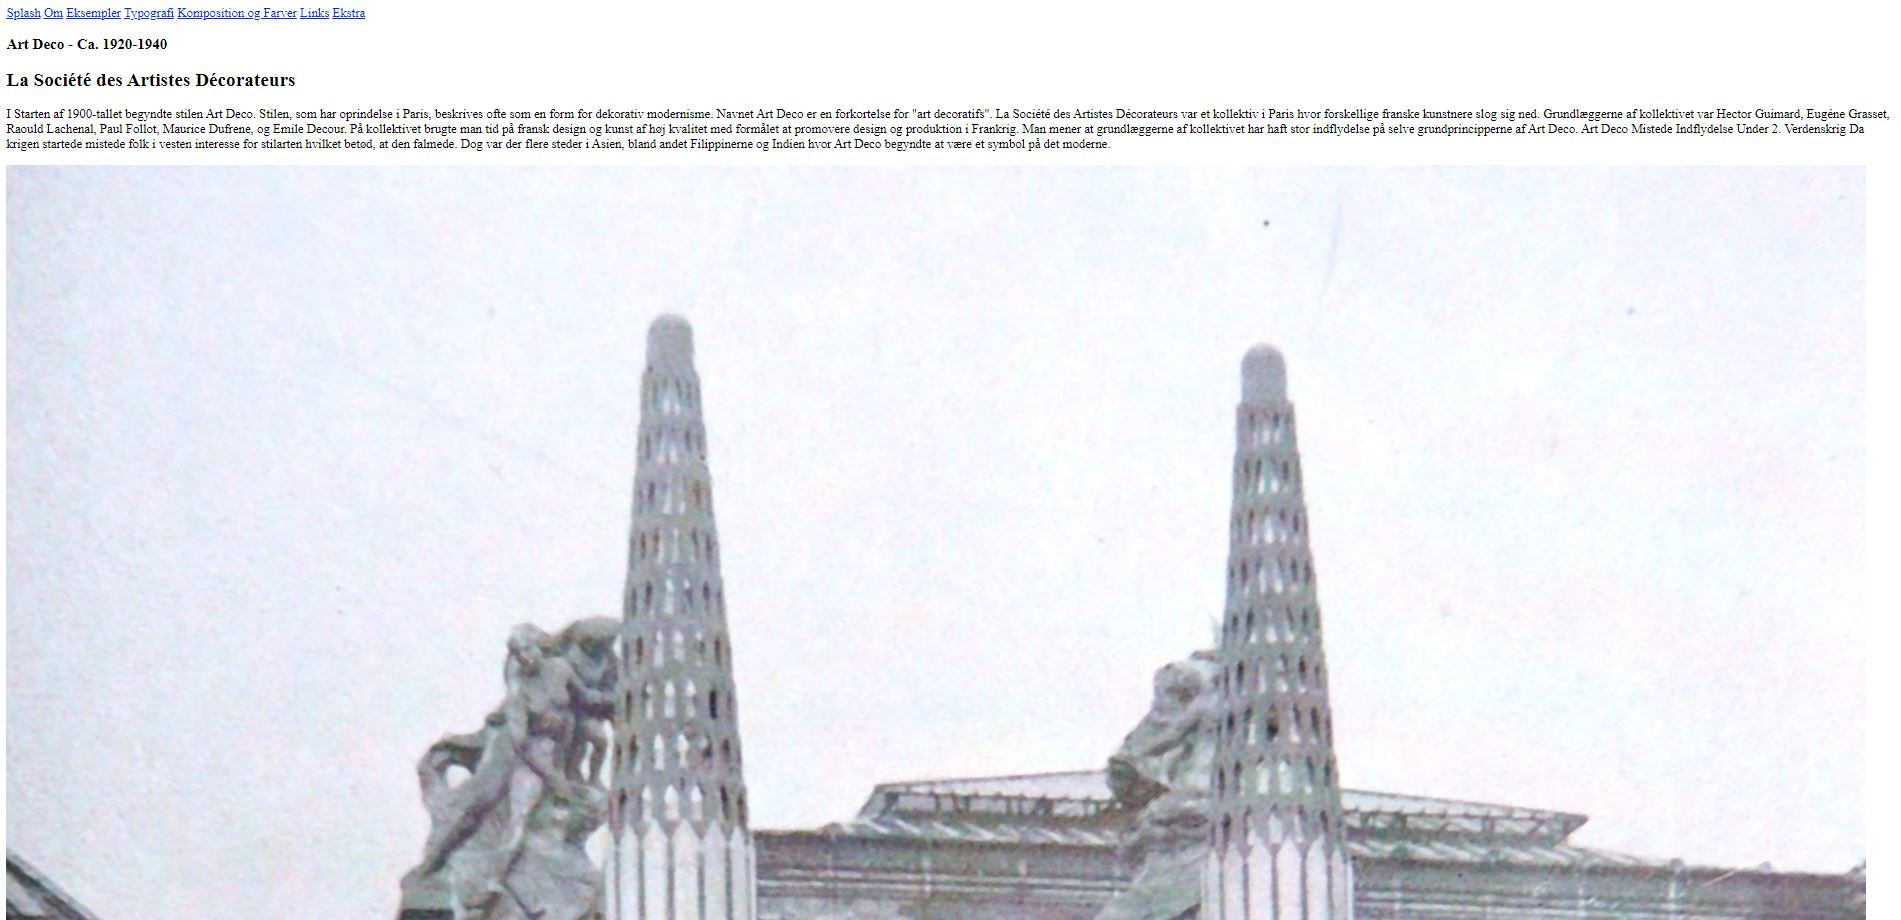 Splash Om Eksempler Typografi Komposition og Farver Links Ekstra
Art Deco - Ca. 1920-1940
La Société des Artistes Décorateurs
I Starten af 1900-tallet begyndte stilen Art Deco. Stilen, som har oprindelse i Paris, beskrives ofte som en form for dekorativ modernisme. Navnet Art Deco er en forkortelse for "art decoratifs". La Société des Artistes Décorateurs var et kollektiv i Paris hvor forskellige franske kunstnere slog sig ned. Grundlæggerne af kollektivet var Hector Guimard, Eugéne Grasset,
Raould Lachenal, Paul Follot, Maurice Dufrene, og Emile Decour. På kollektivet brugte man tid på fransk design og kunst af høj kvalitet med formålet at promovere design og produktion i Frankrig. Man mener at grundlæggerne af kollektivet har haft stor indflydelse på selve grundprincipperne af Art Deco. Art Deco Mistede Indflydelse Under 2. Verdenskrig Da
krigen startede mistede folk i vesten interesse for stilarten hvilket betød, at den falmede. Dog var der flere steder i Asien, bland andet Filippinerne og Indien hvor Art Deco begyndte at være et symbol på det moderne.